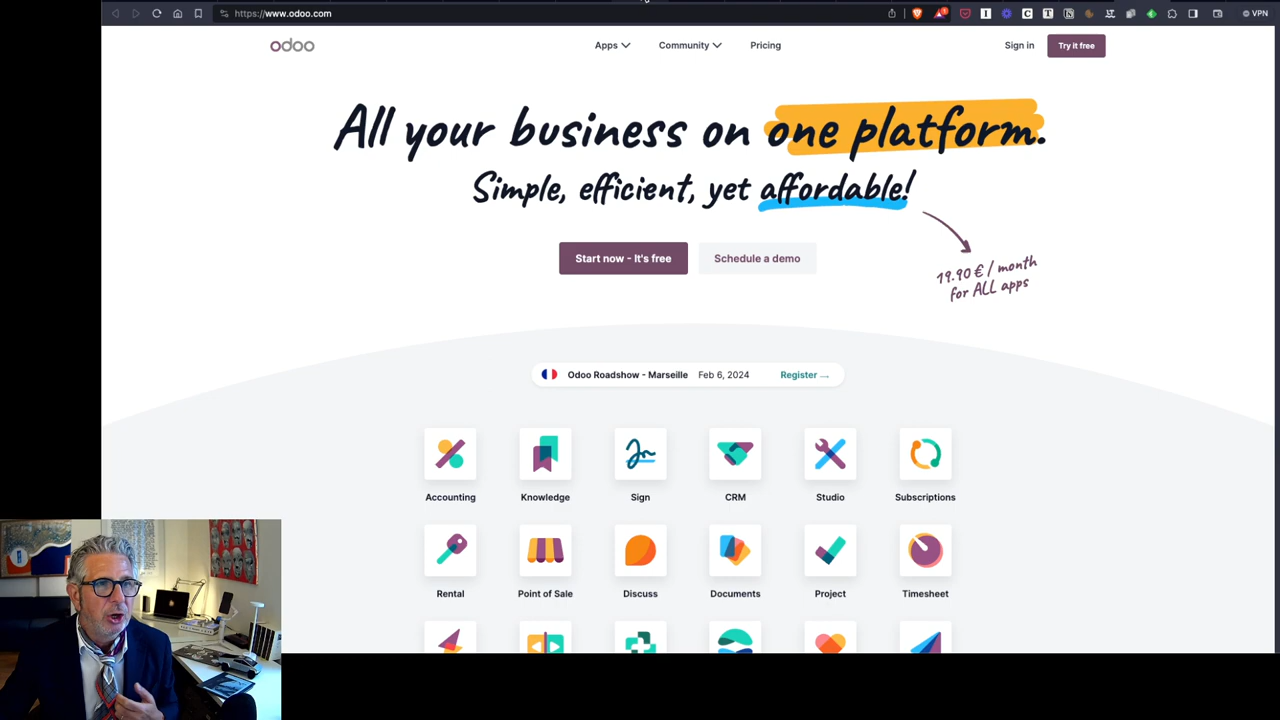 https://www.odoo.com
VPN
odoo
Apps
Community
Pricing
Sign in
Try it free
All your business on one platform.
Simple, efficient, yet affordable!
Start now - It's free
Schedule a demo
19.90 € / month
for ALL apps
Odoo Roadshow - Marseille Feb 6, 2024 Register →
Accounting
Knowledge
Sign
CRM
Studio
Subscriptions
Rental
Point of Sale
Discuss
Documents
Project
Timesheet